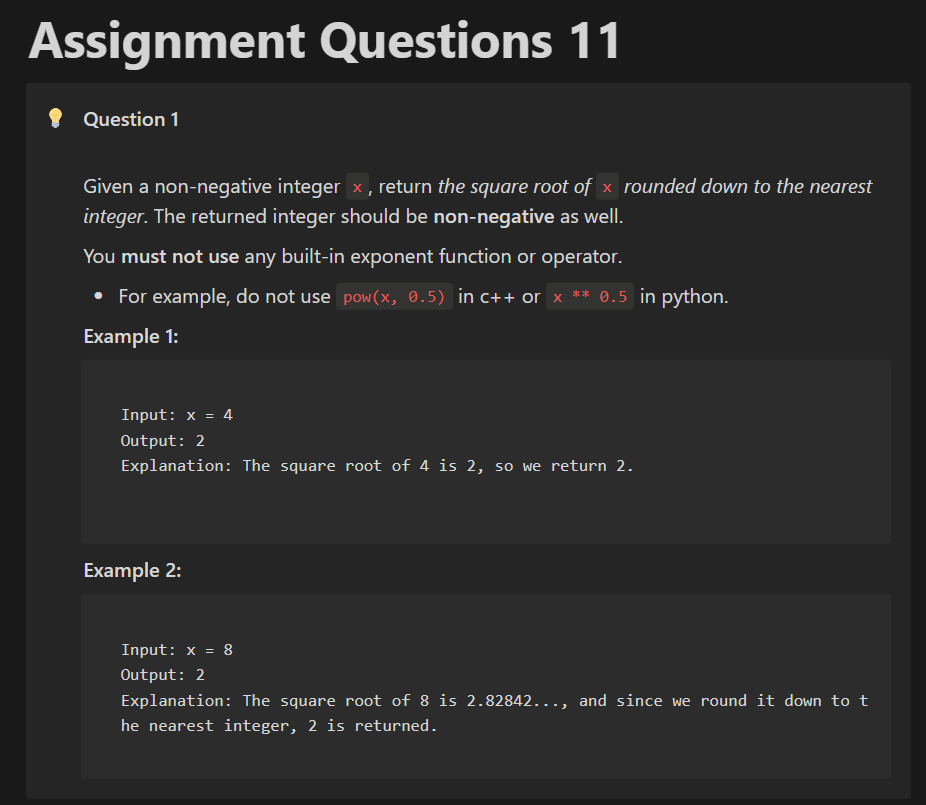 Assignment Questions 11
Question 1
Given a non-negative integer x, return the square root of x rounded down to the nearest
integer. The returned integer should be non-negative as well.
You must not use any built-in exponent function or operator.
• For example, do not use pow(x, 0.5) in c++ or x ** 0.5 in python.
Example 1:
Input: x = 4
Output: 2
Explanation: The square root of 4 is 2, so we return 2.
Example 2:
Input: x = 8
Output: 2
Explanation: The square root of 8 is 2.82842..., and since we round it down to t
he nearest integer, 2 is returned.